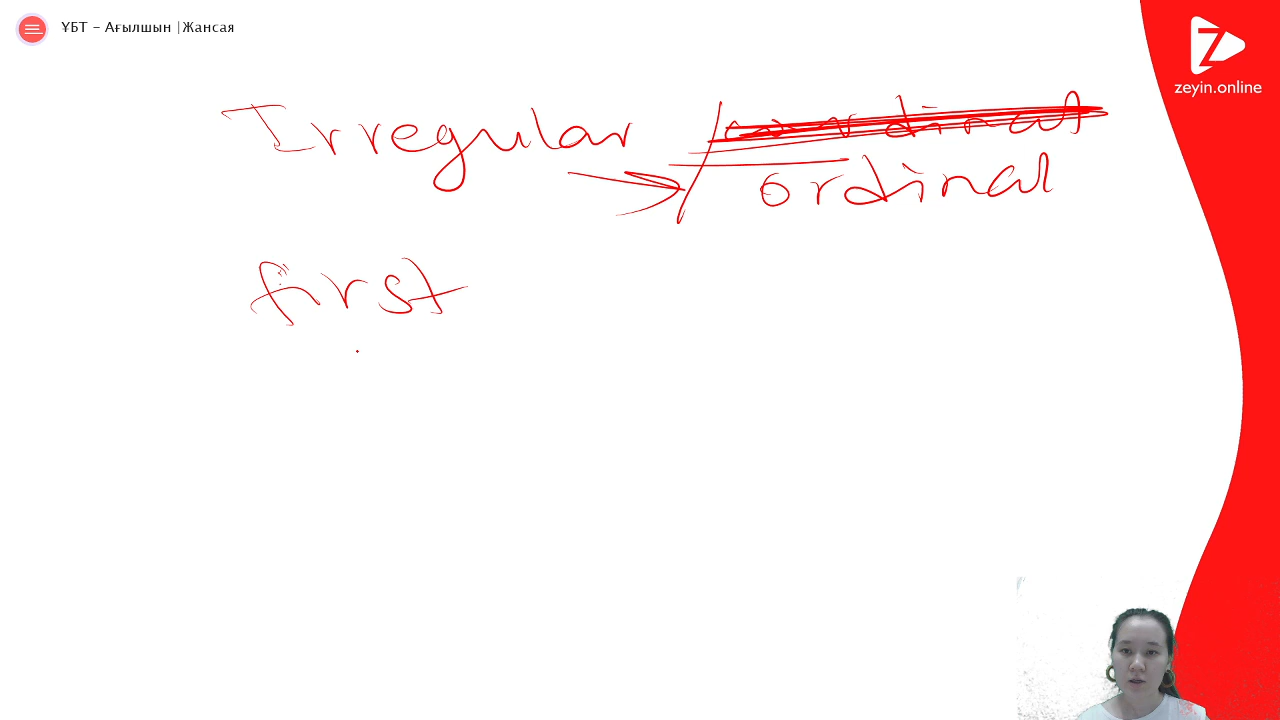 ҰБТ – Ағылшын |Жансая
zeyin.online
Irregular
ordinal
first